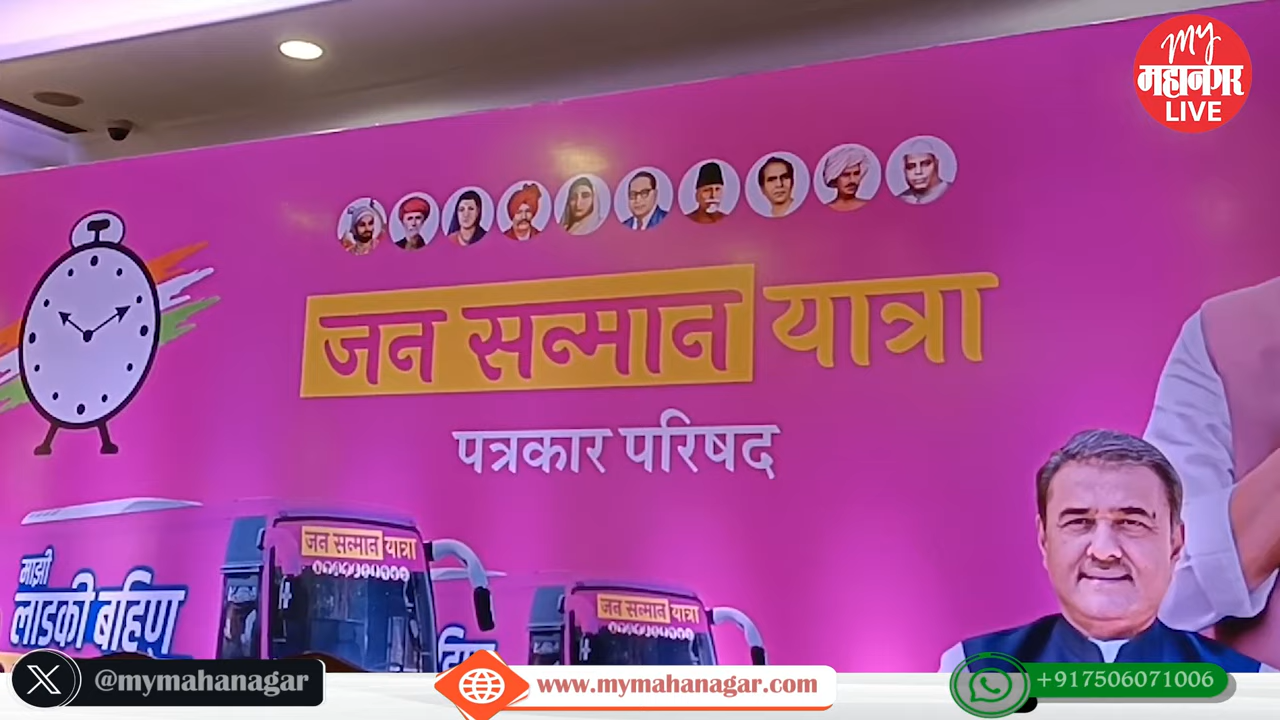 My
महानगर
LIVE
जन सन्मान यात्रा
पत्रकार परिषद
जन सन्मान यात्रा
माझी
लाडकी बहिण
जन सन्मान यात्रा
@mymahanagar
www.mymahanagar.com
+917506071006